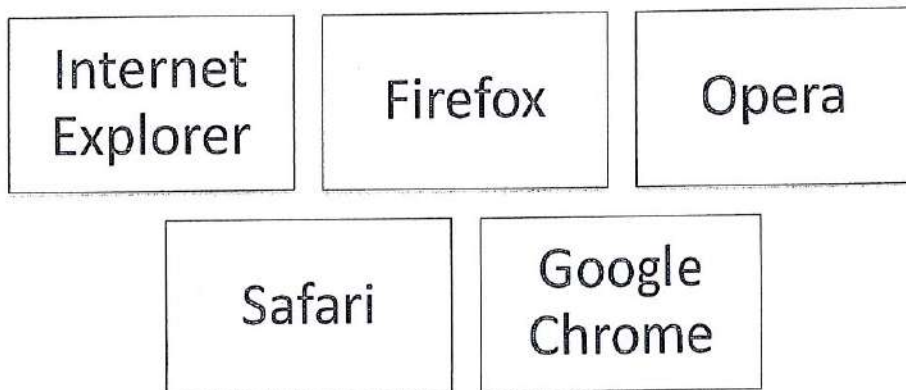 Internet
Explorer
Firefox
Opera
Safari
Google
Chrome